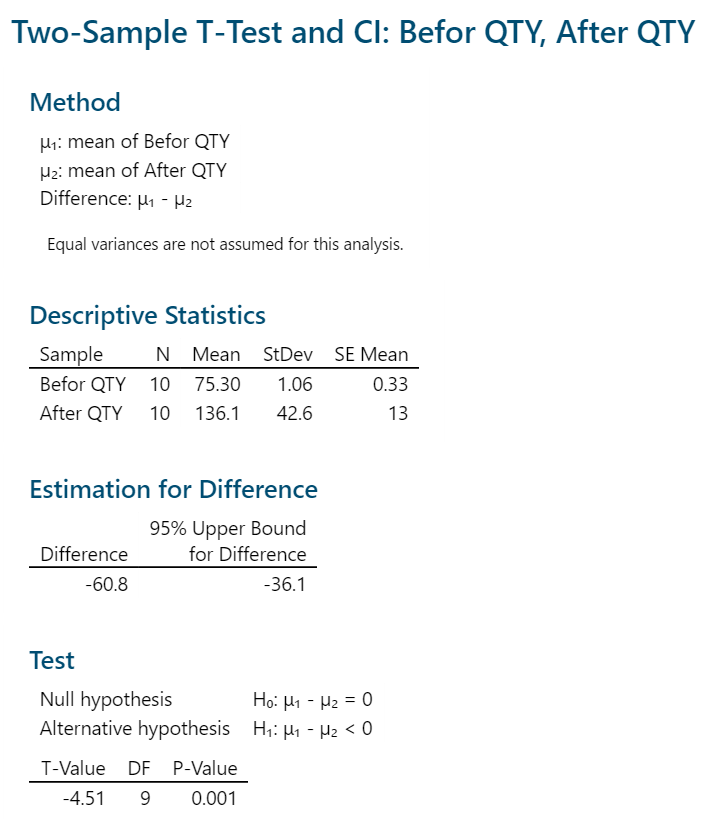 Two-Sample T-Test and CI: Befor QTY, After QTY
Method
μ₁: mean of Befor QTY
μ₂: mean of After QTY
Difference: μ₁ - μ₂
Equal variances are not assumed for this analysis.
Descriptive Statistics
Sample N Mean StDev SE Mean
Befor QTY 10 75.30 1.06 0.33
After QTY 10 136.1 42.6 13
Estimation for Difference
95% Upper Bound
Difference for Difference
-60.8 -36.1
Test
Null hypothesis H₀: μ₁ - μ₂ = 0
Alternative hypothesis H₁: μ₁ - μ₂ < 0
T-Value DF P-Value
-4.51 9 0.001